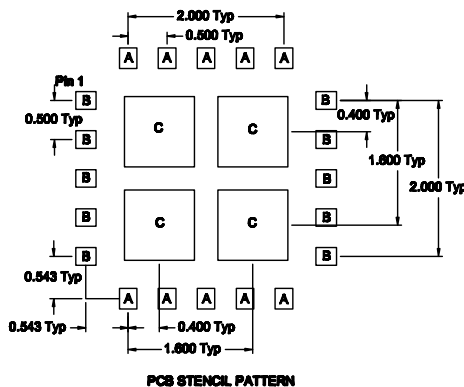 2.000 Typ
0.500 Typ
A A A A A
Pin 1
B B
C C
0.500 Typ
0.400 Typ
B B
1.600 Typ
B B
2.000 Typ
B B
C C
B B
0.543 Typ
A A A A A
0.543 Typ
0.400 Typ
1.600 Typ
PCB STENCIL PATTERN